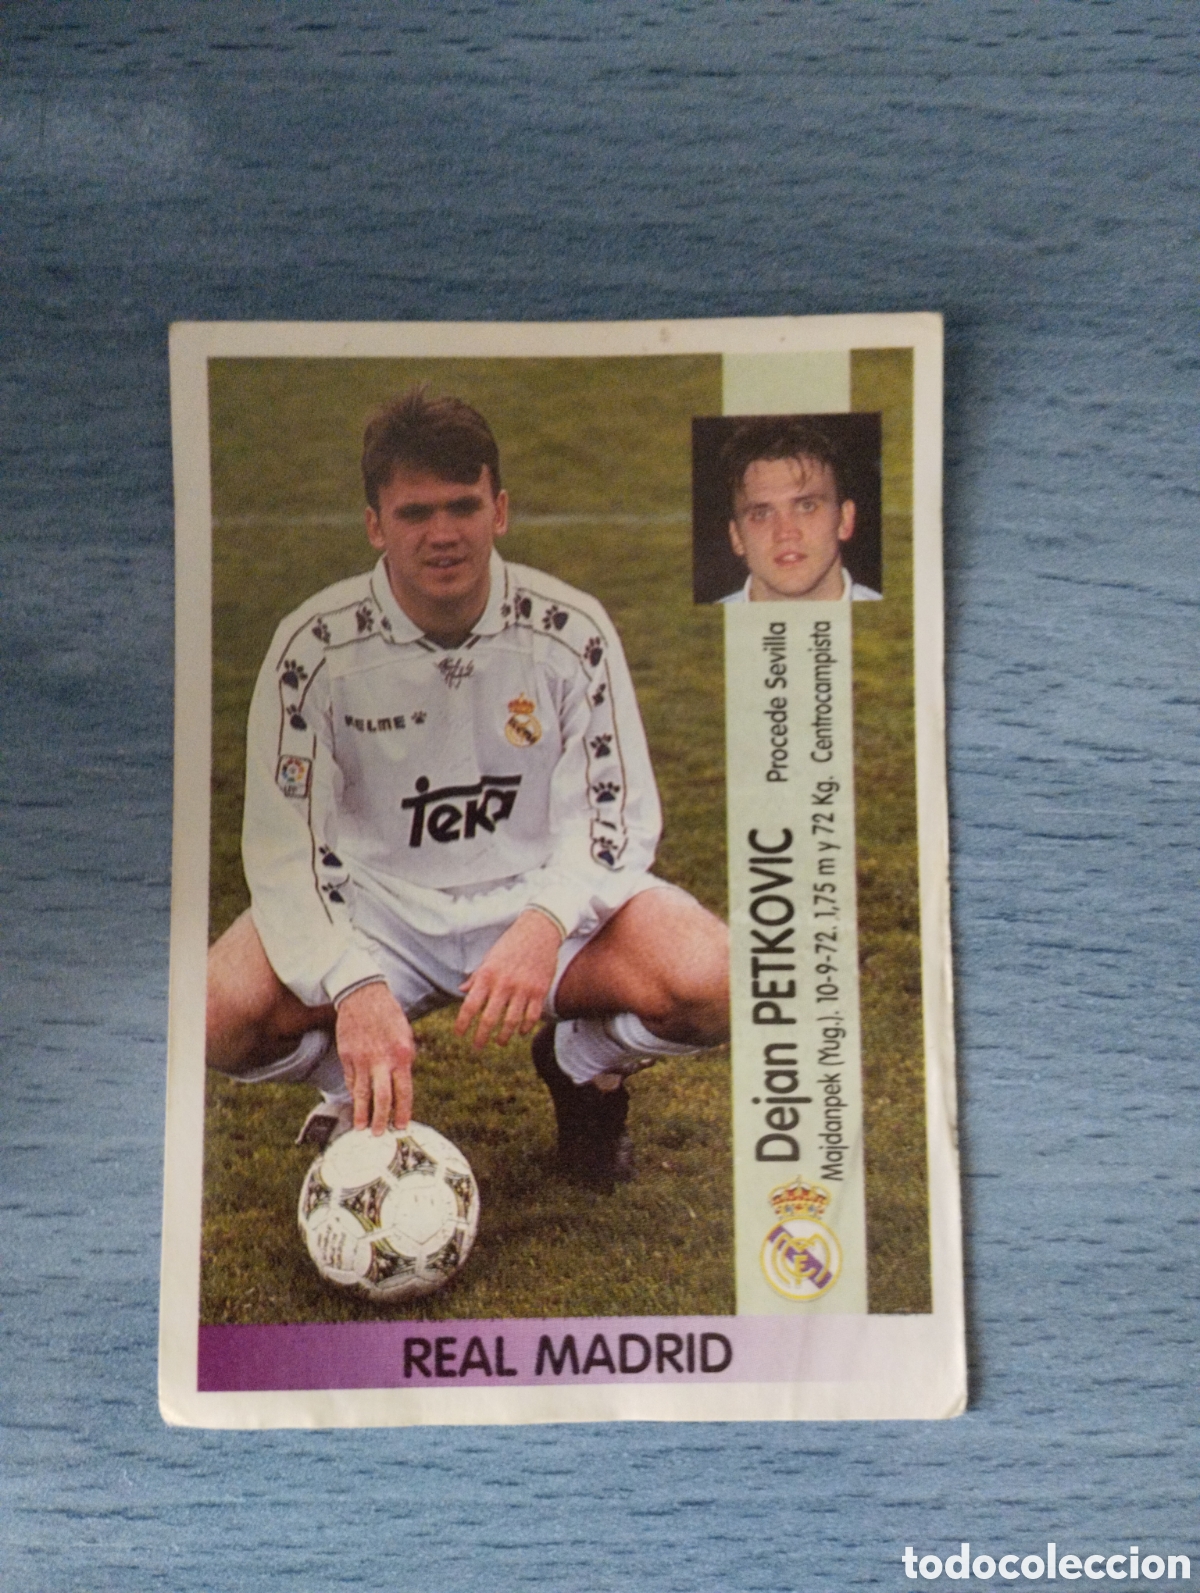 KELME
Teka
LFP
Dejan PETKOVIC Procede Sevilla
Majdanpek (Yug.). 10-9-72. 1,75 m y 72 Kg. Centrocampista
REAL MADRID
todocoleccion